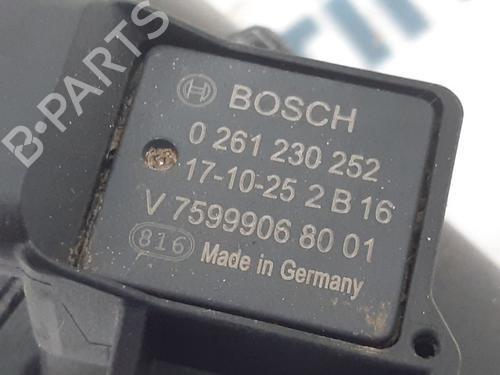 BOSCH
0 261 230 252
17-10-25 2 B 16
V 7599906 80 01
816 Made in Germany
B-PARTS